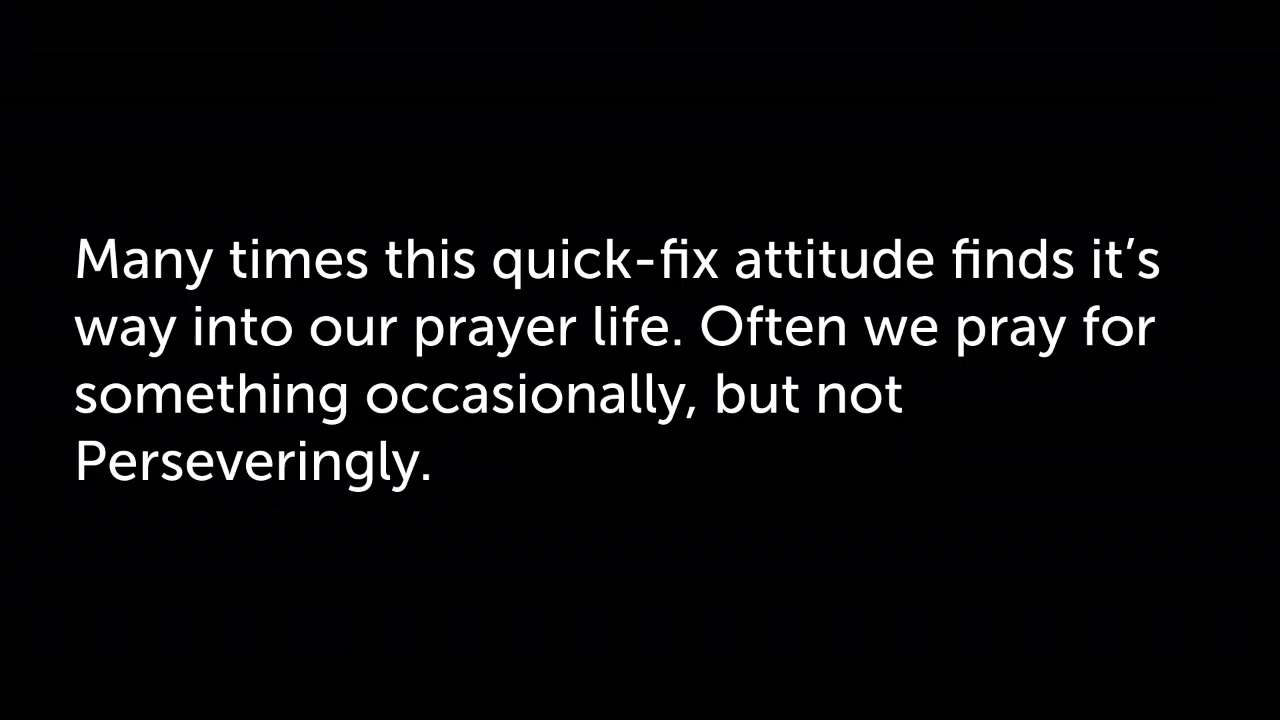 Many times this quick-fix attitude finds it’s
way into our prayer life. Often we pray for
something occasionally, but not
Perseveringly.